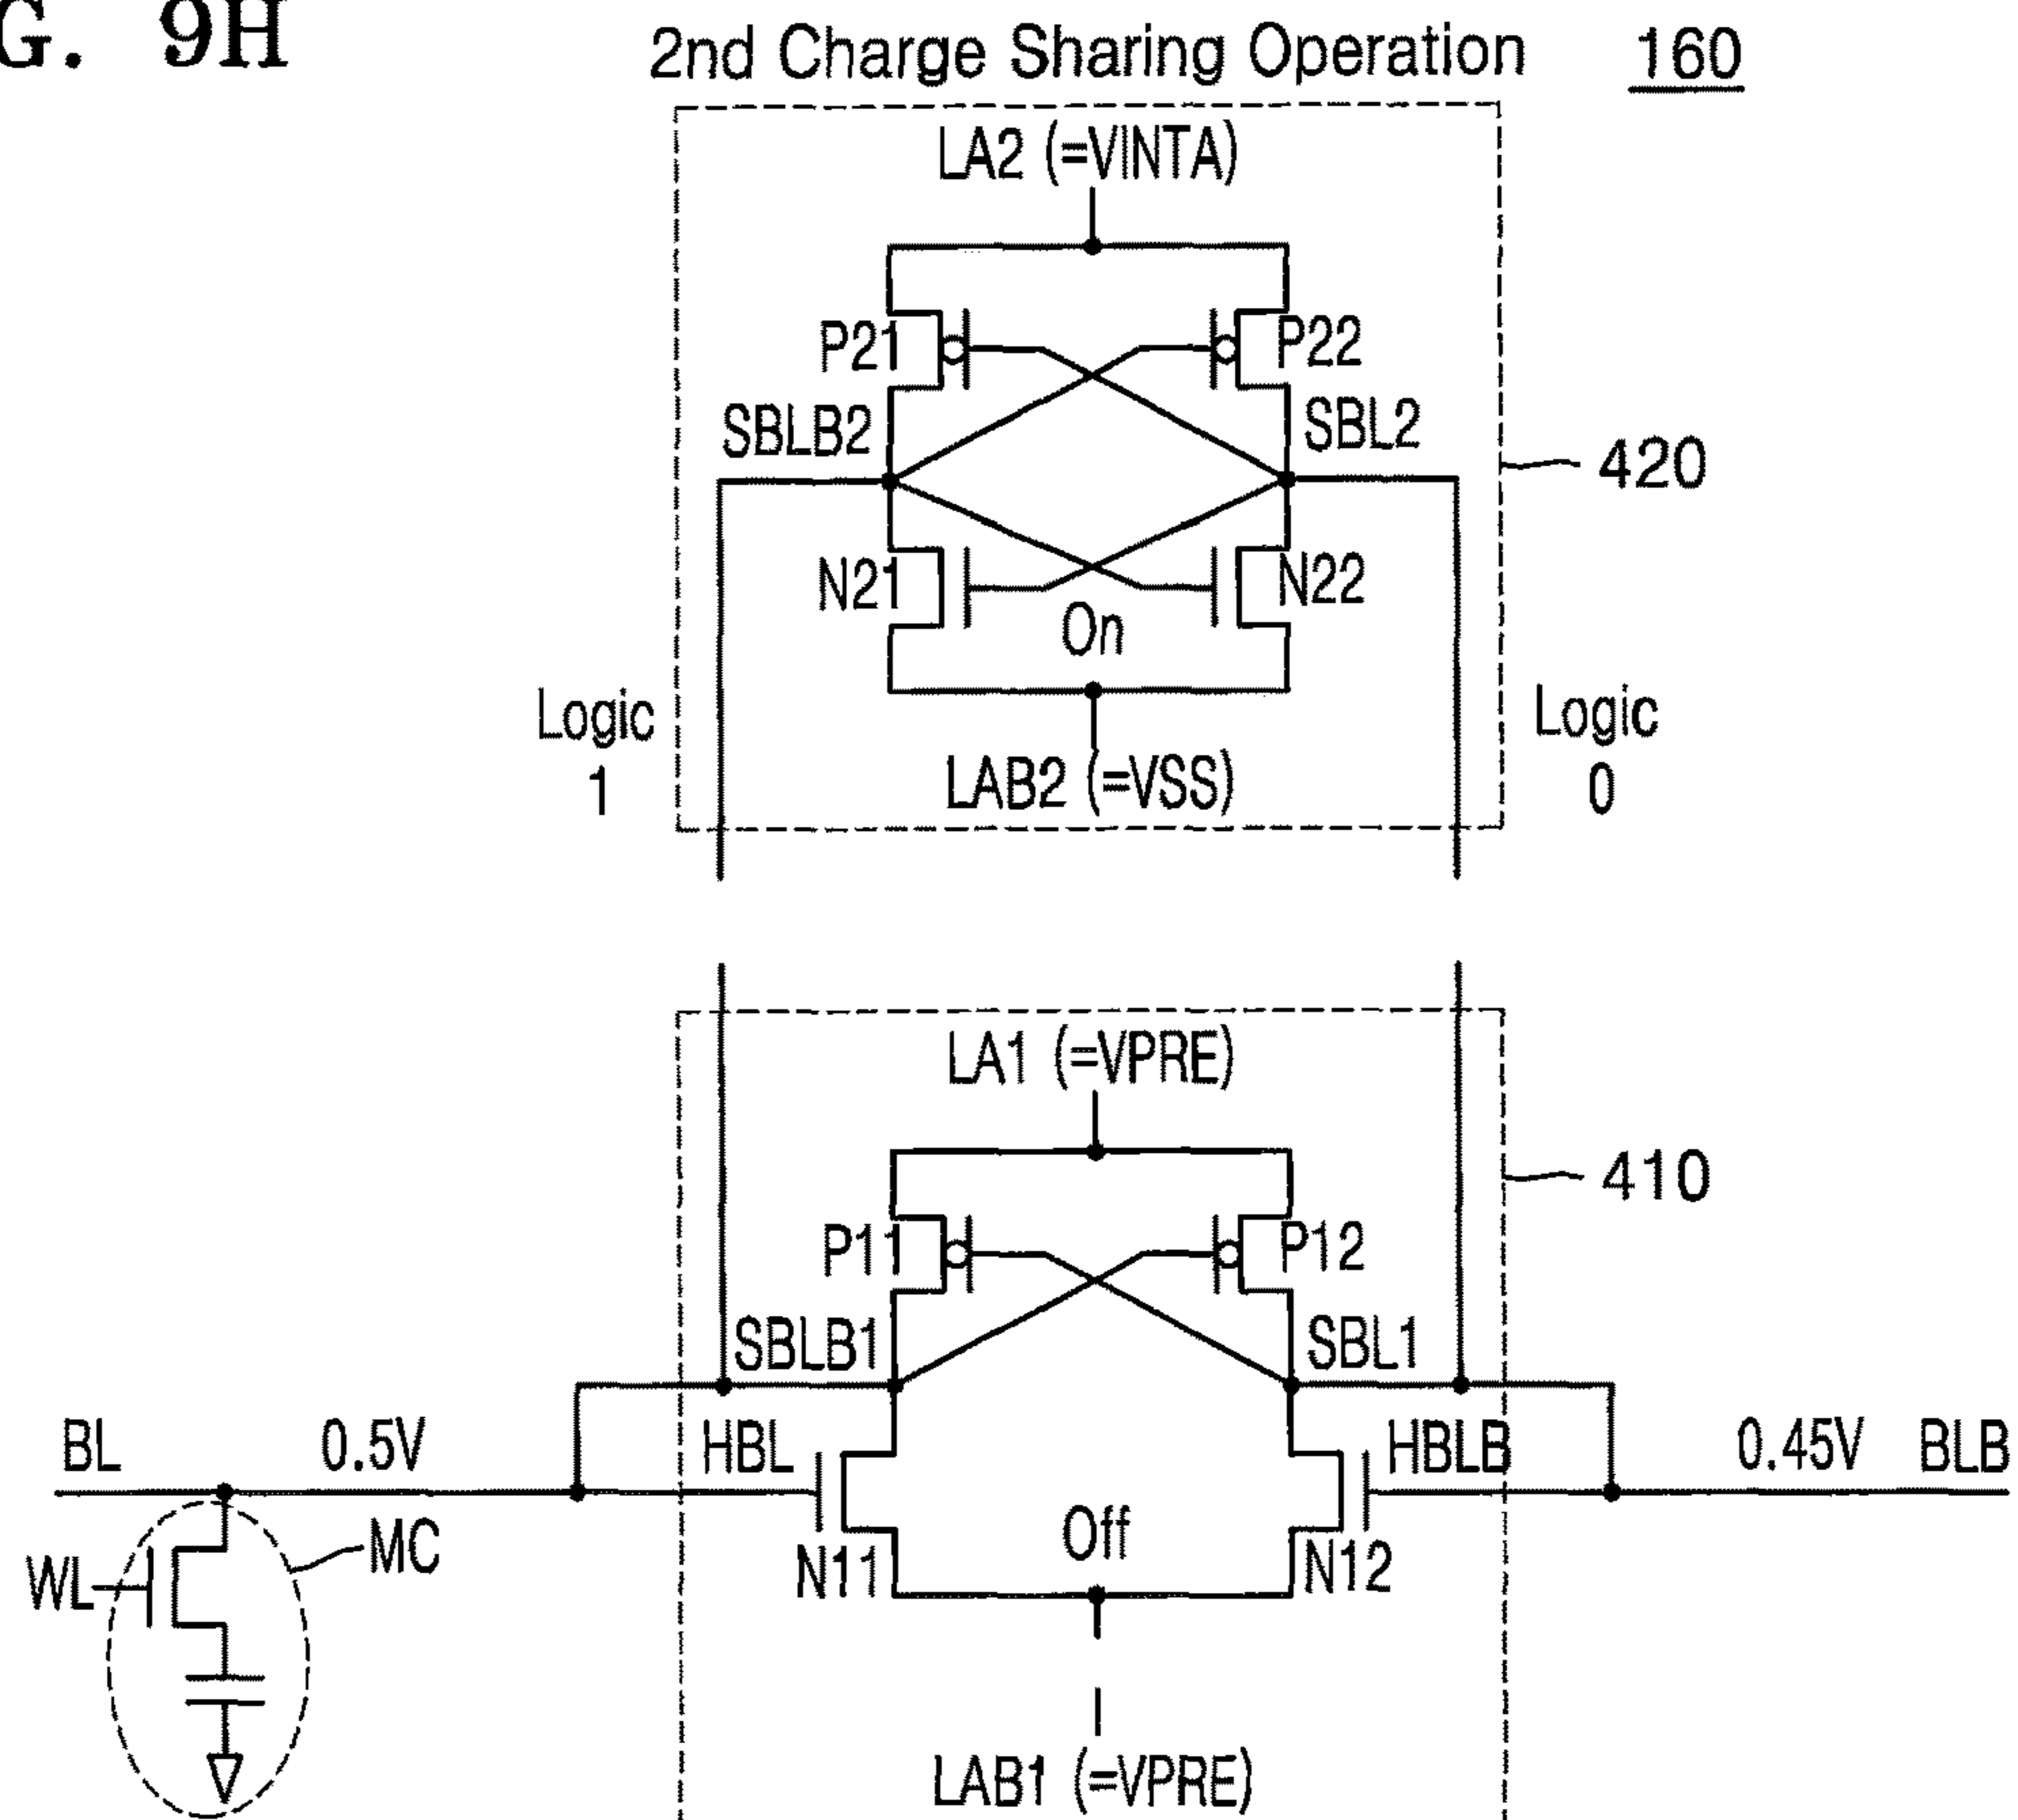 G. 9H
2nd Charge Sharing Operation 160
LA2 (=VINTA)
P21 P22
SBLB2 SBL2
420
N21 N22
On
Logic
1
Logic
0
LAB2 (=VSS)
LA1 (=VPRE)
410
P11 P12
SBLB1 SBL1
BL 0.5V HBL HBLB 0.45V BLB
Off
MC
WL
N11 N12
LAB1 (=VPRE)